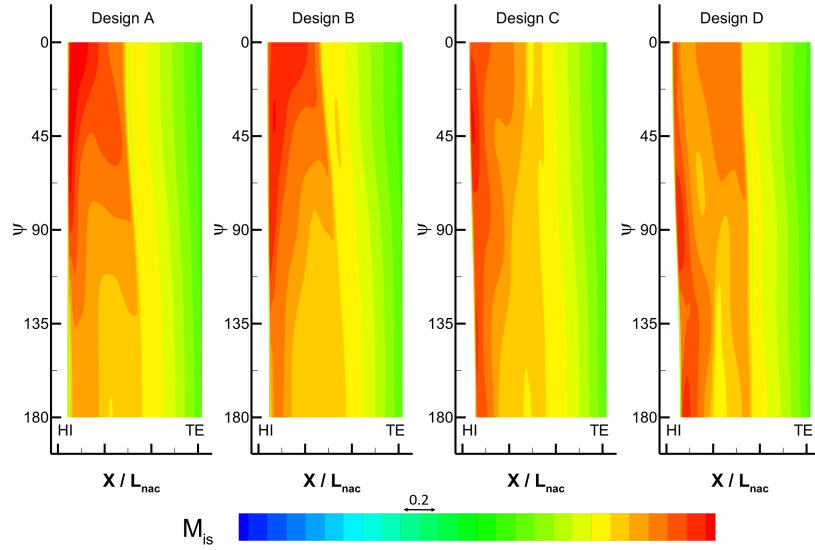 Design A Design B Design C Design D
0 0 0 0
45 45 45 45
ψ 90 ψ 90 ψ 90 ψ 90
135 135 135 135
180 180 180 180
HI TE HI TE HI TE HI TE
X / Lnac X / Lnac X / Lnac X / Lnac
0.2
Mis